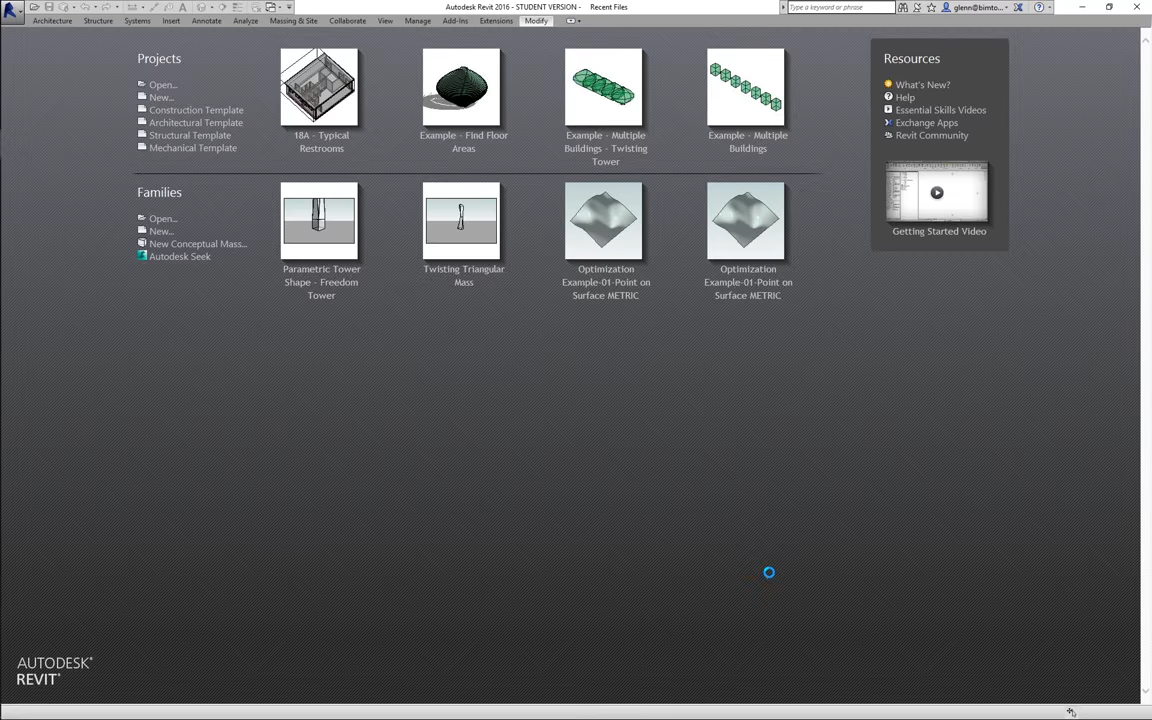 Autodesk Revit 2016 - STUDENT VERSION - Recent Files
Type a keyword or phrase
glenn@bimto...
Architecture Structure Systems Insert Annotate Analyze Massing & Site Collaborate View Manage Add-Ins Extensions Modify
Projects
Open...
New...
Construction Template
Architectural Template
Structural Template
Mechanical Template
18A - Typical
Restrooms
Example - Find Floor
Areas
Example - Multiple
Buildings - Twisting
Tower
Example - Multiple
Buildings
Families
Open...
New...
New Conceptual Mass...
Autodesk Seek
Parametric Tower
Shape - Freedom
Tower
Twisting Triangular
Mass
Optimization
Example-01-Point on
Surface METRIC
Optimization
Example-01-Point on
Surface METRIC
Resources
What's New?
Help
Essential Skills Videos
Exchange Apps
Revit Community
Getting Started Video
AUTODESK®
REVIT®